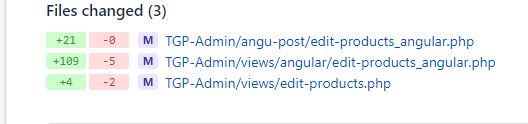 Files changed (3)
+21 -0 M TGP-Admin/angu-post/edit-products_angular.php
+109 -5 M TGP-Admin/views/angular/edit-products_angular.php
+4 -2 M TGP-Admin/views/edit-products.php